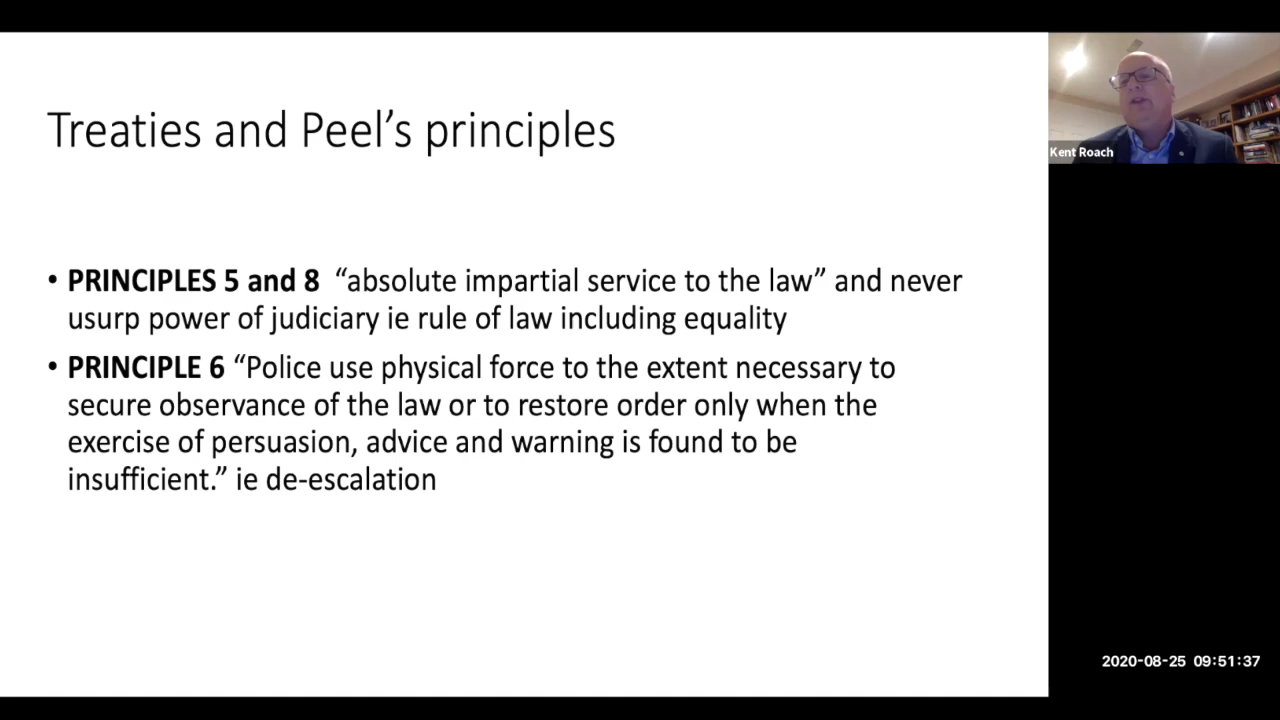 Treaties and Peel’s principles
• PRINCIPLES 5 and 8 “absolute impartial service to the law” and never
usurp power of judiciary ie rule of law including equality
• PRINCIPLE 6 “Police use physical force to the extent necessary to
secure observance of the law or to restore order only when the
exercise of persuasion, advice and warning is found to be
insufficient.” ie de-escalation
Kent Roach
2020-08-25 09:51:37